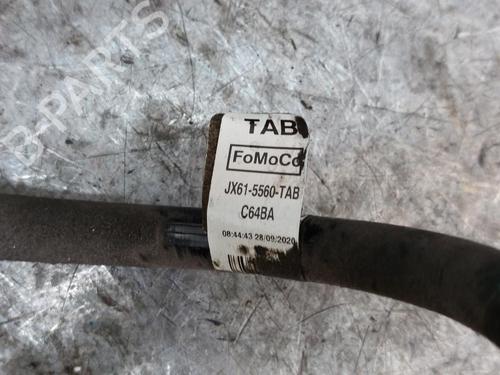 B-PARTS
TAB
FoMoCo
JX61-5560-TAB
C64BA
08:44:43 28/09/2020